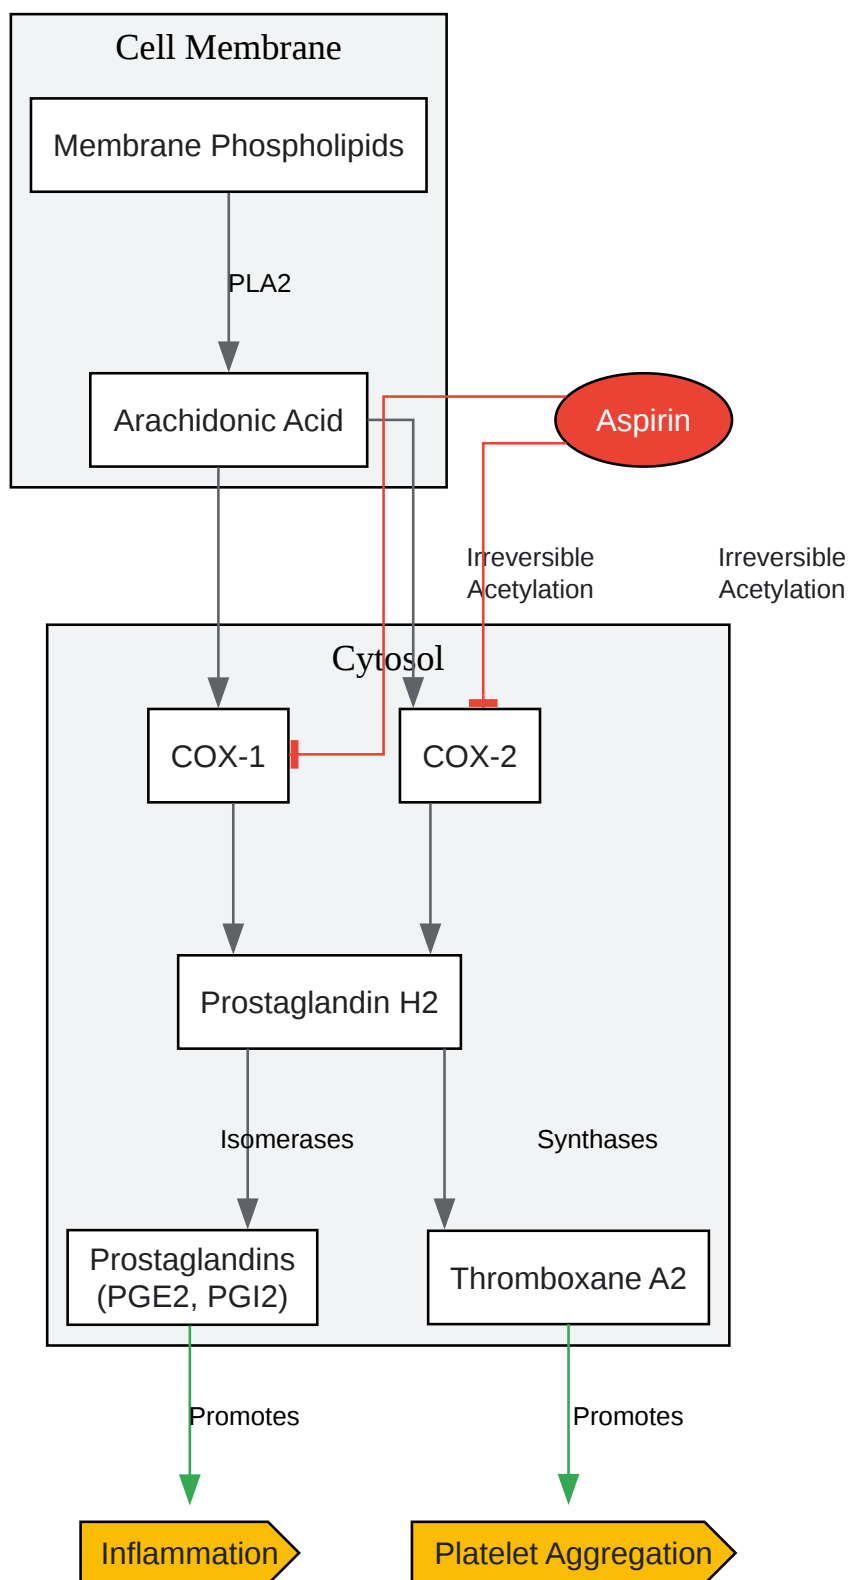 Cell Membrane
Membrane Phospholipids
PLA2
Arachidonic Acid
Aspirin
Irreversible
Acetylation
Irreversible
Acetylation
Cytosol
COX-1
COX-2
Prostaglandin H2
Isomerases
Synthases
Prostaglandins
(PGE2, PGI2)
Thromboxane A2
Promotes
Promotes
Inflammation
Platelet Aggregation